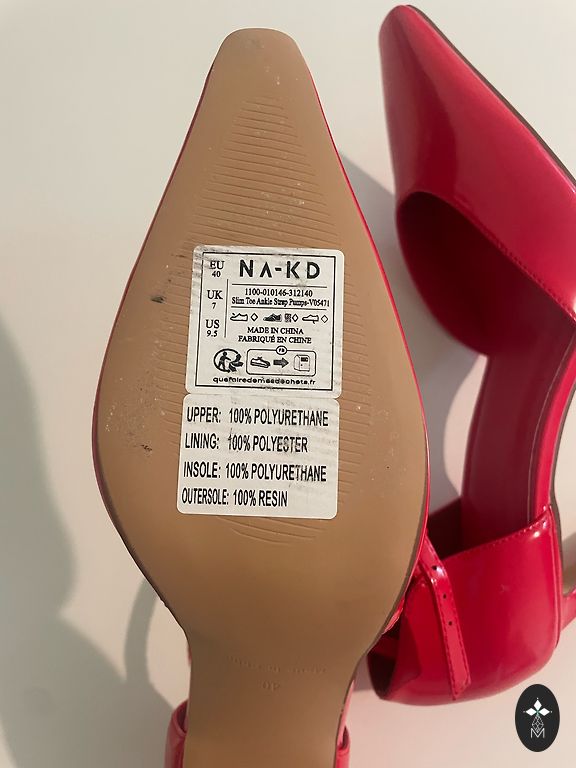 EU
40
UK
7
US
9.5
NA-KD
1100-010146-312140
Slim Toe Ankle Strap Pumps-V05471
MADE IN CHINA
FABRIQUÉ EN CHINE
FR
quefairedemesdechets.fr
UPPER: 100% POLYURETHANE
LINING: 100% POLYESTER
INSOLE: 100% POLYURETHANE
OUTERSOLE: 100% RESIN
40
M